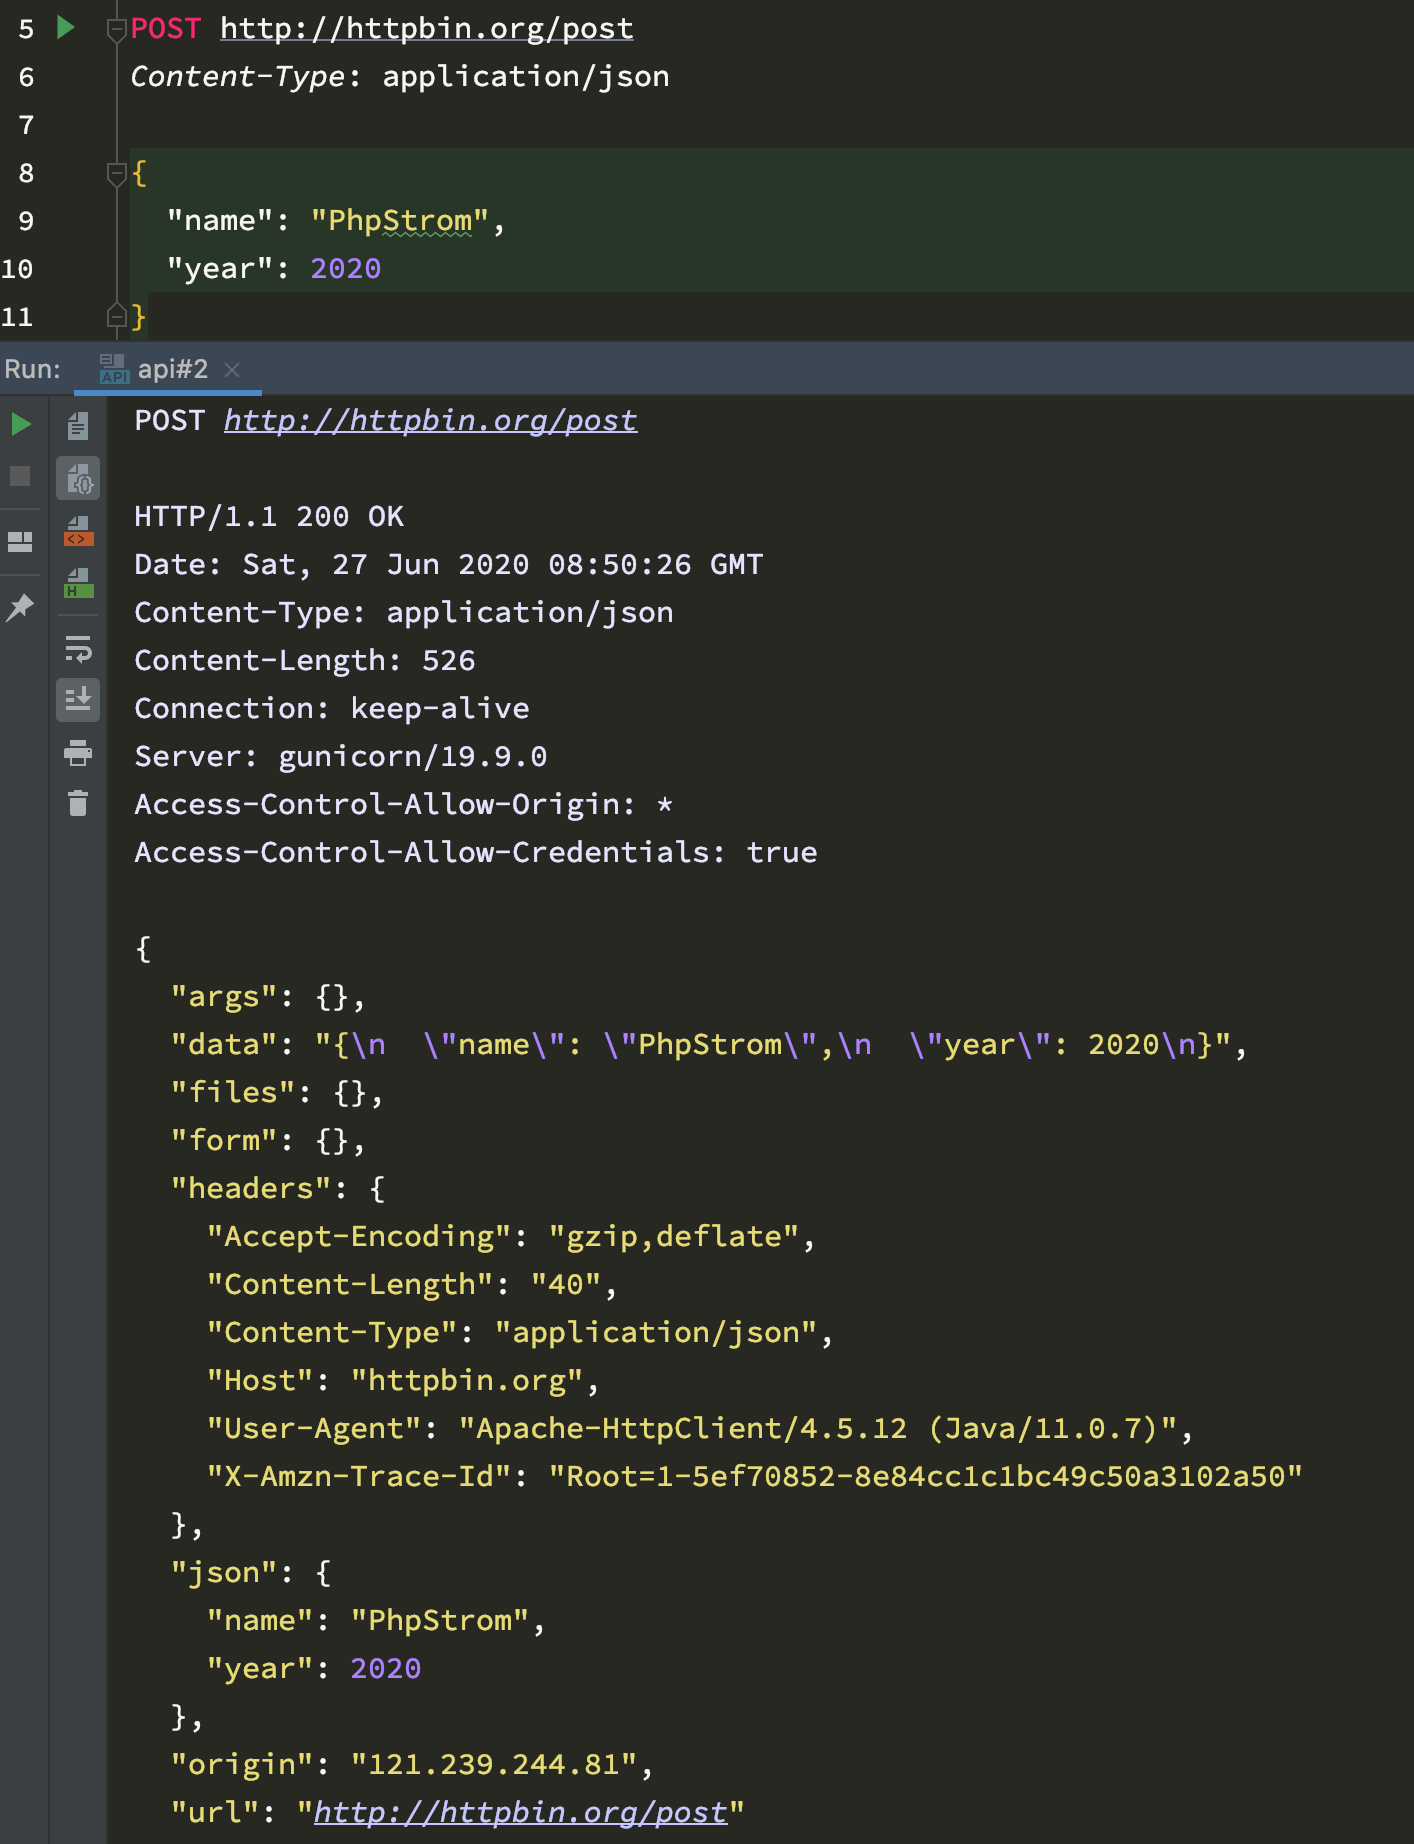 5 POST http://httpbin.org/post
6 Content-Type: application/json
7
8 {
9   "name": "PhpStrom",
10   "year": 2020
11 }
Run: API api#2 ×
POST http://httpbin.org/post

HTTP/1.1 200 OK
Date: Sat, 27 Jun 2020 08:50:26 GMT
Content-Type: application/json
Content-Length: 526
Connection: keep-alive
Server: gunicorn/19.9.0
Access-Control-Allow-Origin: *
Access-Control-Allow-Credentials: true

{
  "args": {},
  "data": "{\n  \"name\": \"PhpStrom\",\n  \"year\": 2020\n}",
  "files": {},
  "form": {},
  "headers": {
    "Accept-Encoding": "gzip,deflate",
    "Content-Length": "40",
    "Content-Type": "application/json",
    "Host": "httpbin.org",
    "User-Agent": "Apache-HttpClient/4.5.12 (Java/11.0.7)",
    "X-Amzn-Trace-Id": "Root=1-5ef70852-8e84cc1c1bc49c50a3102a50"
  },
  "json": {
    "name": "PhpStrom",
    "year": 2020
  },
  "origin": "121.239.244.81",
  "url": "http://httpbin.org/post"